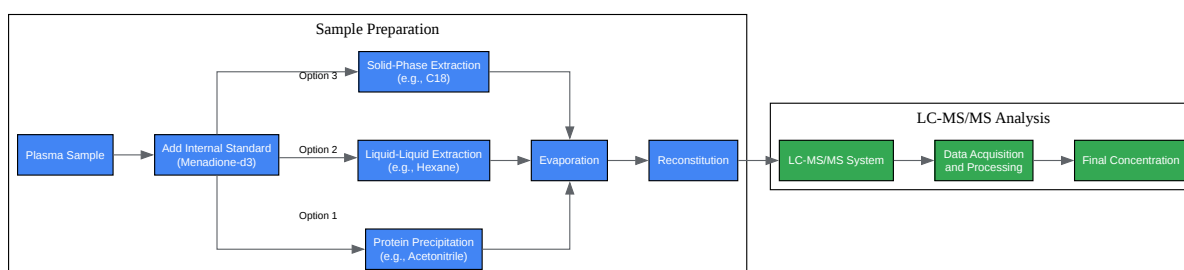 Sample Preparation
Option 3
Solid-Phase Extraction
(e.g., C18)
Plasma Sample
Add Internal Standard
(Menadione-d3)
Option 2
Liquid-Liquid Extraction
(e.g., Hexane)
Evaporation
Reconstitution
Option 1
Protein Precipitation
(e.g., Acetonitrile)
LC-MS/MS Analysis
LC-MS/MS System
Data Acquisition
and Processing
Final Concentration